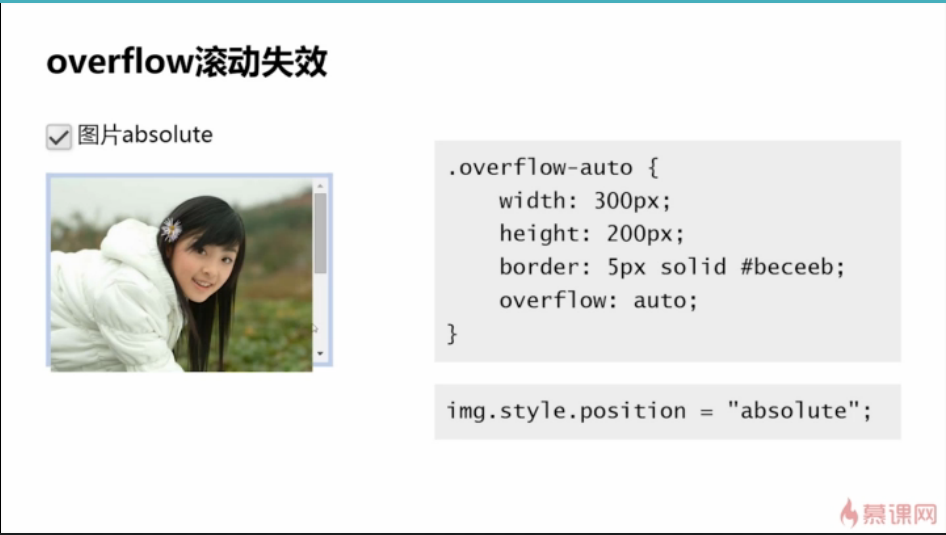 overflow滚动失效
图片absolute
.overflow-auto {
    width: 300px;
    height: 200px;
    border: 5px solid #beceeb;
    overflow: auto;
}
img.style.position = "absolute";
慕课网